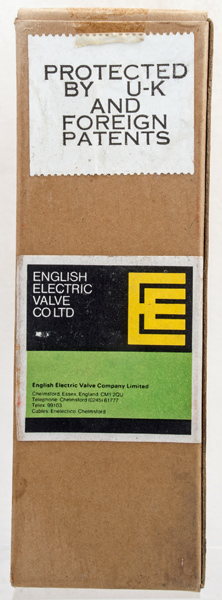 PROTECTED
BY U-K
AND
FOREIGN
PATENTS
ENGLISH
ELECTRIC
VALVE
CO LTD
English Electric Valve Company Limited
Chelmsford, Essex, England. CM1 2QU
Telephone: Chelmsford (0245) 61777
Telex: 99103
Cables: Enelectico, Chelmsford